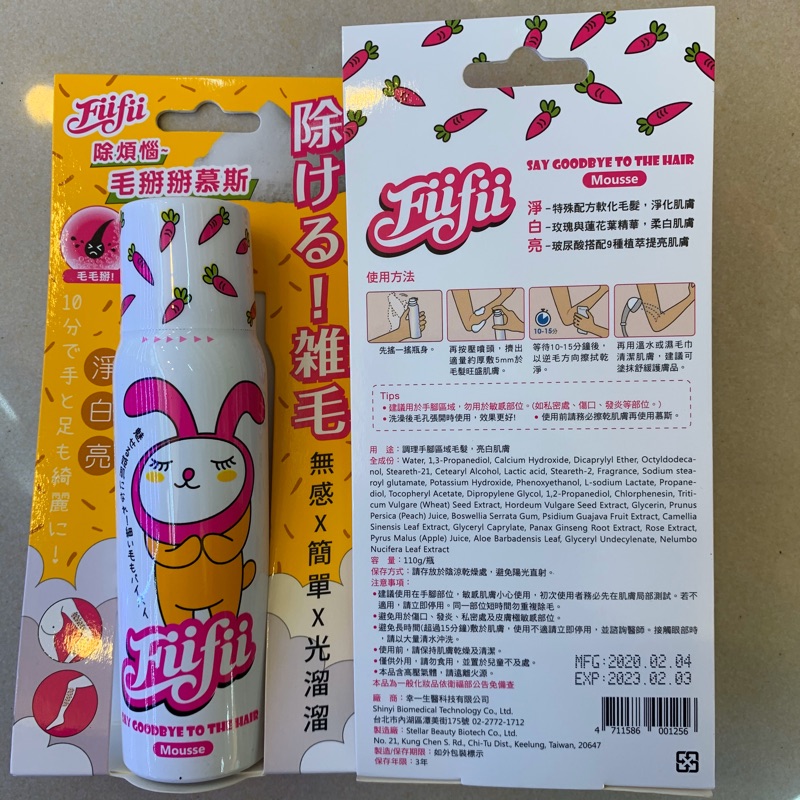 Fiifii
除煩惱~
毛掰掰慕斯
毛毛掰!
10分で手と足も綺麗に!
淨
白
亮
除ける!雑毛
無感x簡單x光溜溜
Fiifii
SAY GOODBYE TO THE HAIR
Mousse
SAY GOODBYE TO THE HAIR
Mousse
Fiifii
淨-特殊配方軟化毛髮,淨化肌膚
白-玫瑰與蓮花葉精華,柔白肌膚
亮-玻尿酸搭配9種植萃提亮肌膚
使用方法
10-15分
先搖一搖瓶身。
再按壓噴頭,擠出
適量約厚敷5mm於
毛髮旺盛肌膚。
等待10-15分鐘後,
以逆毛方向擦拭乾
淨。
再用溫水或濕毛巾
清潔肌膚,建議可
塗抹舒緩護膚品。
Tips
•建議用於手腳區域,勿用於敏感部位。(如私密處、傷口、發炎等部位。)
•洗澡後毛孔張開時使用,效果更好! •使用前請務必擦乾肌膚再使用慕斯。
用 途:調理手腳區域毛髮,亮白肌膚
全成份:Water, 1,3-Propanediol, Calcium Hydroxide, Dicaprylyl Ether, Octyldodeca-
nol, Steareth-21, Cetearyl Alcohol, Lactic acid, Steareth-2, Fragrance, Sodium stea-
royl glutamate, Potassium Hydroxide, Phenoxyethanol, L-sodium Lactate, Propane-
diol, Tocopheryl Acetate, Dipropylene Glycol, 1,2-Propanediol, Chlorphenesin, Triti-
cum Vulgare (Wheat) Seed Extract, Hordeum Vulgare Seed Extract, Glycerin, Prunus
Persica (Peach) Juice, Boswellia Serrata Gum, Psidium Guajava Fruit Extract, Camellia
Sinensis Leaf Extract, Glyceryl Caprylate, Panax Ginseng Root Extract, Rose Extract,
Pyrus Malus (Apple) Juice, Aloe Barbadensis Leaf, Glyceryl Undecylenate, Nelumbo
Nucifera Leaf Extract
容 量:110g/瓶
保存方式:請存放於陰涼乾燥處,避免陽光直射。
注意事項:
•建議使用在手腳部位,敏感肌膚小心使用,初次使用者務必先在肌膚局部測試。若不
適用,請立即停用。同一部位短時間勿重複除毛。
•避免用於傷口、發炎、私密處及皮膚極敏感部位。
•避免長時間(超過15分鐘)敷於肌膚,使用不適請立即停用,並諮詢醫師。接觸眼部時
,請以大量清水沖洗。
•使用前,請保持肌膚乾燥及清潔。
•僅供外用,請勿食用,並置於兒童不及處。
•本品含高壓氣體,請遠離火源。
本品為一般化妝品依衛福部公告免備查
MFG:2020.02.04
EXP:2023.02.03
廠 商:幸一生醫科技有限公司
Shinyi Biomedical Technology Co., Ltd.
台北市內湖區潭美街175號 02-2772-1712
製造廠:Stellar Beauty Biotech Co., Ltd.
No. 21, Kung Chen S. Rd., Chi-Tu Dist., Keelung, Taiwan, 20647
製造/保存期限:如外包裝標示
保存年限:3年
4 711586 001256